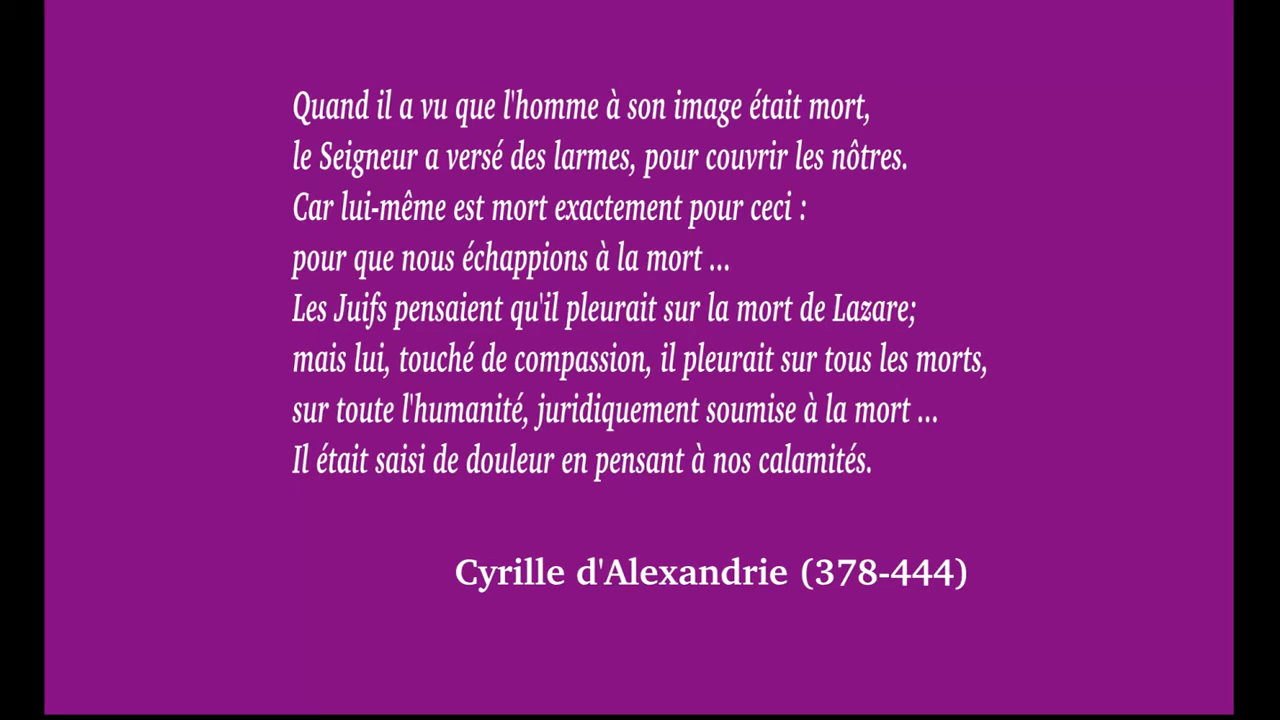 Quand il a vu que l'homme à son image était mort,
le Seigneur a versé des larmes, pour couvrir les nôtres.
Car lui-même est mort exactement pour ceci :
pour que nous échappions à la mort ...
Les Juifs pensaient qu'il pleurait sur la mort de Lazare;
mais lui, touché de compassion, il pleurait sur tous les morts,
sur toute l'humanité, juridiquement soumise à la mort ...
Il était saisi de douleur en pensant à nos calamités.
Cyrille d'Alexandrie (378-444)